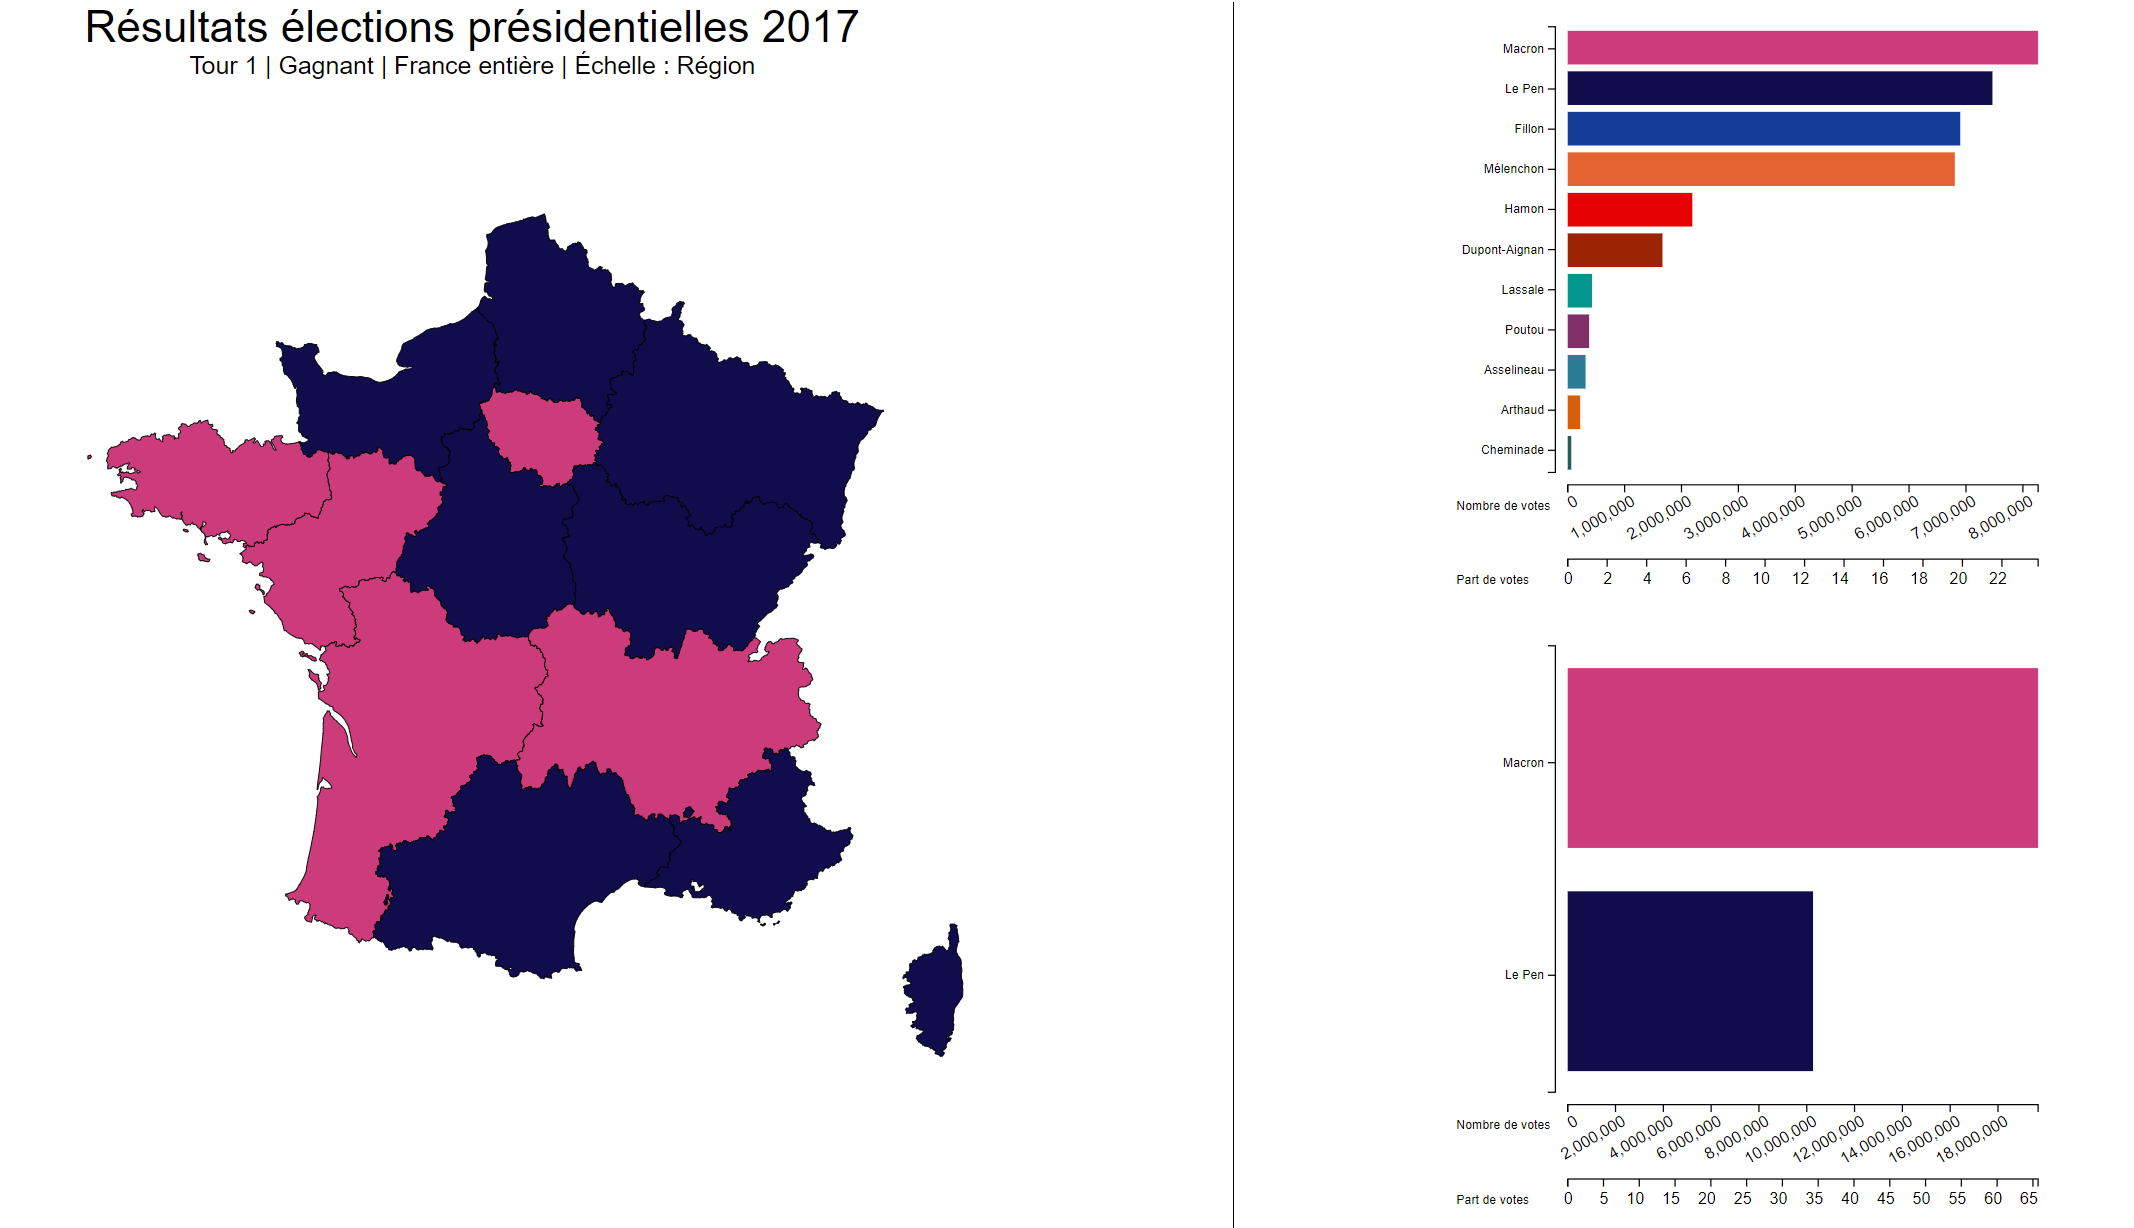 Résultats élections présidentielles 2017
Tour 1 | Gagnant | France entière | Échelle : Région
Macron
Le Pen
Fillon
Mélenchon
Hamon
Dupont-Aignan
Lassale
Poutou
Asselineau
Arthaud
Cheminade
Nombre de votes
0 1,000,000 2,000,000 3,000,000 4,000,000 5,000,000 6,000,000 7,000,000 8,000,000
Part de votes
0 2 4 6 8 10 12 14 16 18 20 22
Macron
Le Pen
Nombre de votes
0 2,000,000 4,000,000 6,000,000 8,000,000 10,000,000 12,000,000 14,000,000 16,000,000 18,000,000
Part de votes
0 5 10 15 20 25 30 35 40 45 50 55 60 65